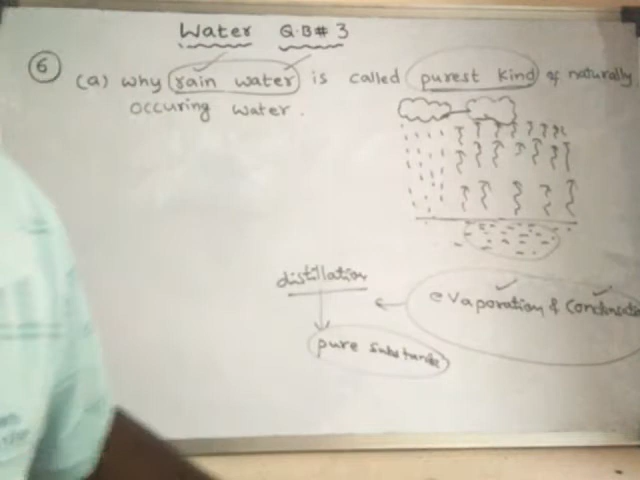 Water Q.B# 3
6 (a) why rain water is called purest kind of naturally
occuring water.
distillation
evaporation & Condensation
pure substance